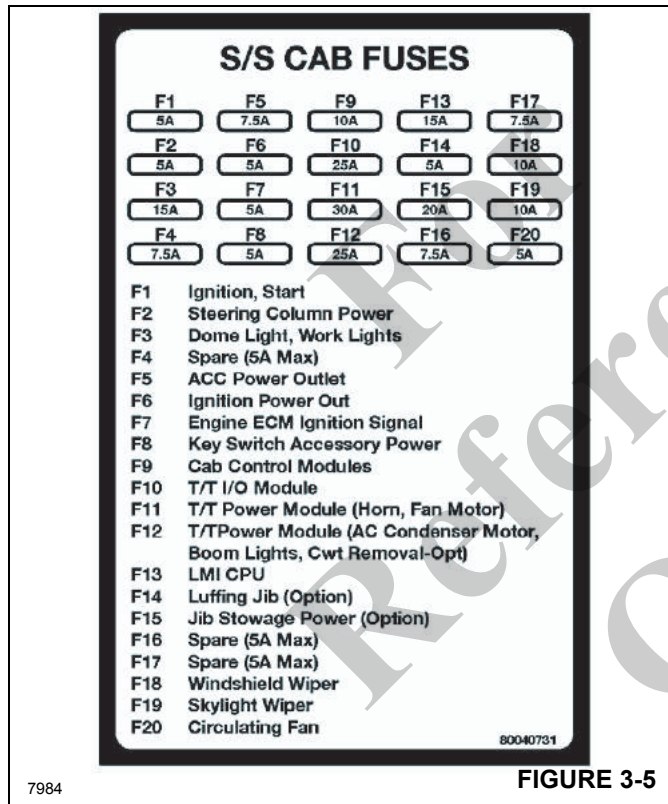 S/S CAB FUSES
F1 F5 F9 F13 F17
5A 7.5A 10A 15A 7.5A
F2 F6 F10 F14 F18
5A 5A 25A 5A 10A
F3 F7 F11 F15 F19
15A 5A 30A 20A 10A
F4 F8 F12 F16 F20
7.5A 5A 25A 7.5A 5A
F1 Ignition, Start
F2 Steering Column Power
F3 Dome Light, Work Lights
F4 Spare (5A Max)
F5 ACC Power Outlet
F6 Ignition Power Out
F7 Engine ECM Ignition Signal
F8 Key Switch Accessory Power
F9 Cab Control Modules
F10 T/T I/O Module
F11 T/T Power Module (Horn, Fan Motor)
F12 T/TPower Module (AC Condenser Motor,
Boom Lights, Cwt Removal-Opt)
F13 LMI CPU
F14 Luffing Jib (Option)
F15 Jib Stowage Power (Option)
F16 Spare (5A Max)
F17 Spare (5A Max)
F18 Windshield Wiper
F19 Skylight Wiper
F20 Circulating Fan
80040731
7984
FIGURE 3-5
For